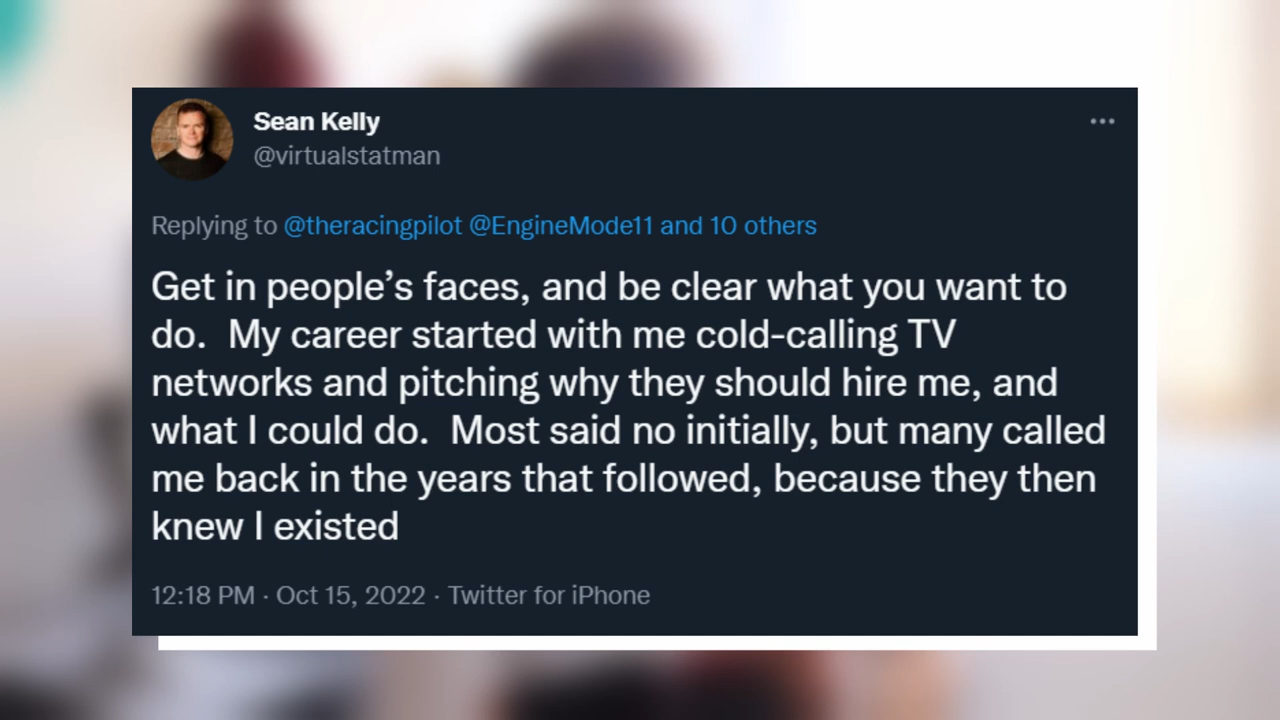 Sean Kelly
@virtualstatman
Replying to @theracingpilot @EngineMode11 and 10 others
Get in people’s faces, and be clear what you want to
do.  My career started with me cold-calling TV
networks and pitching why they should hire me, and
what I could do.  Most said no initially, but many called
me back in the years that followed, because they then
knew I existed
12:18 PM · Oct 15, 2022 · Twitter for iPhone